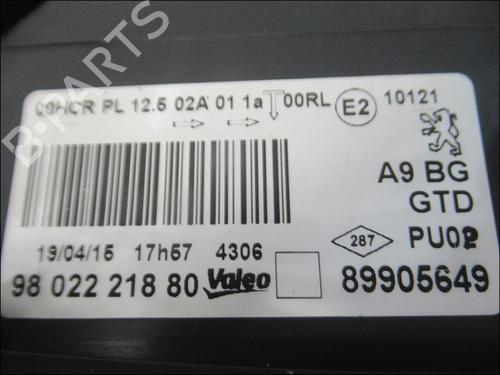 B-PARTS
00HCR PL 12.5 02A 01 1a 00RL E2 10121
A9 BG
GTD
287 PU02
19/04/15 17h57 4306
98 022 218 80 Valeo 89905649